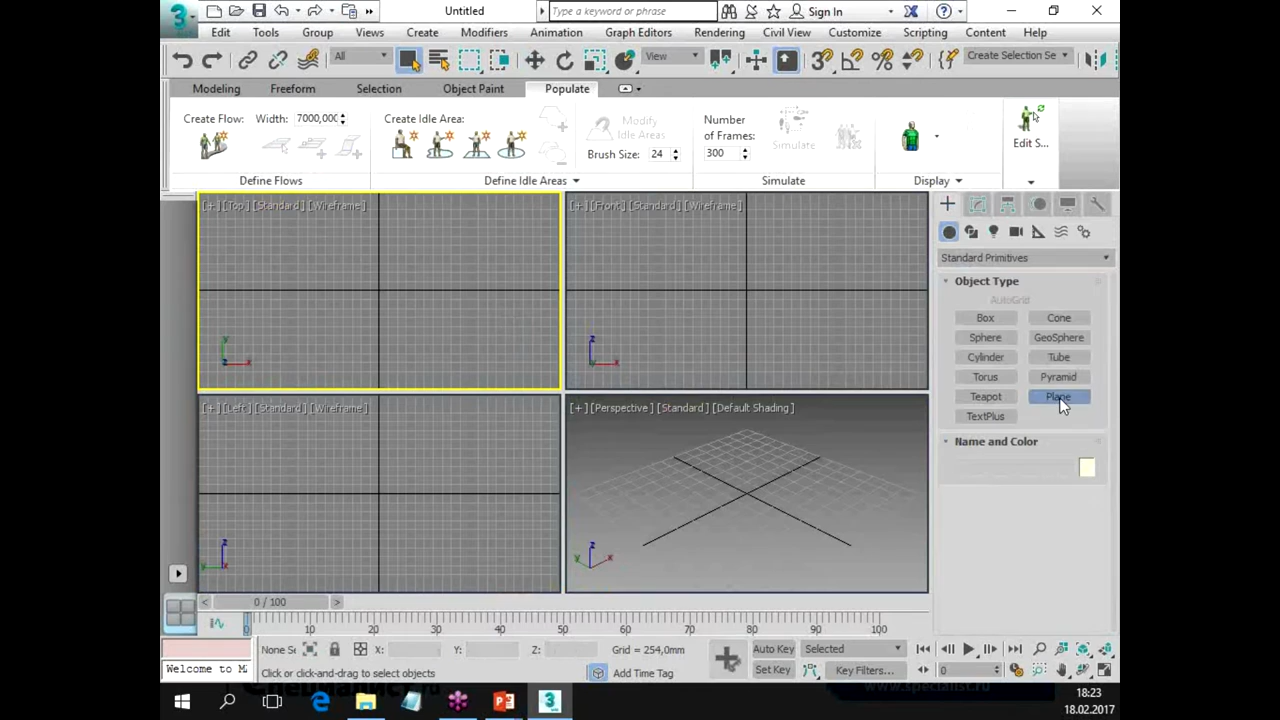 Untitled
Type a keyword or phrase
Sign In
Edit Tools Group Views Create Modifiers Animation Graph Editors Rendering Civil View Customize Scripting Content Help
All
View
Create Selection Se
Modeling Freeform Selection Object Paint Populate
Create Flow: Width: 7000,000
Create Idle Area:
Modify
Idle Areas
Brush Size: 24
Number
of Frames:
300
Simulate
Edit S...
Define Flows
Define Idle Areas
Simulate
Display
[+] [Top] [Standard] [Wireframe]
[+] [Front] [Standard] [Wireframe]
y
z x
z
y x
Standard Primitives
Object Type
AutoGrid
Box Cone
Sphere GeoSphere
Cylinder Tube
Torus Pyramid
Teapot Plane
TextPlus
Name and Color
[+] [Left] [Standard] [Wireframe]
[+] [Perspective] [Standard] [Default Shading]
z
y x
z
y x
< 0 / 100 >
0 10 20 30 40 50 60 70 80 90 100
None Se X: Y: Z: Grid = 254,0mm
Auto Key Selected
Welcome to M
Click or click-and-drag to select objects
Add Time Tag
Set Key Key Filters...
0
Специалист
www.specialist.ru
18:23
18.02.2017